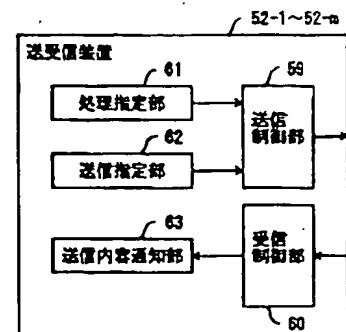 52-1～52-m
送受信装置
61
処理指定部
59
送信
制御部
62
送信指定部
63
送信内容通知部
受信
制御部
60